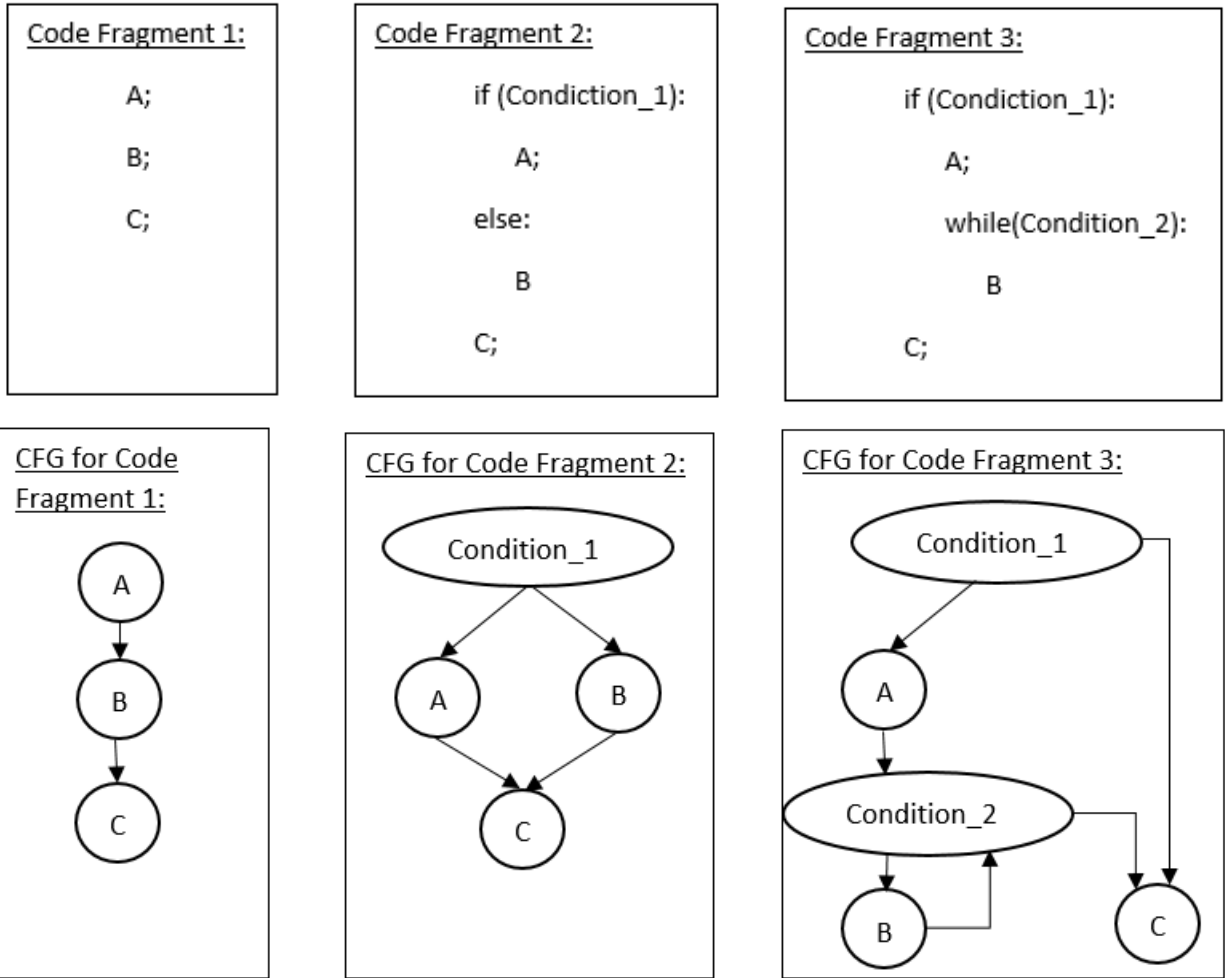 Code Fragment 1:
A;
B;
C;
Code Fragment 2:
if (Condiction_1):
A;
else:
B
C;
Code Fragment 3:
if (Condiction_1):
A;
while(Condition_2):
B
C;
CFG for Code
Fragment 1:
A
B
C
CFG for Code Fragment 2:
Condition_1
A
B
C
CFG for Code Fragment 3:
Condition_1
A
Condition_2
B
C